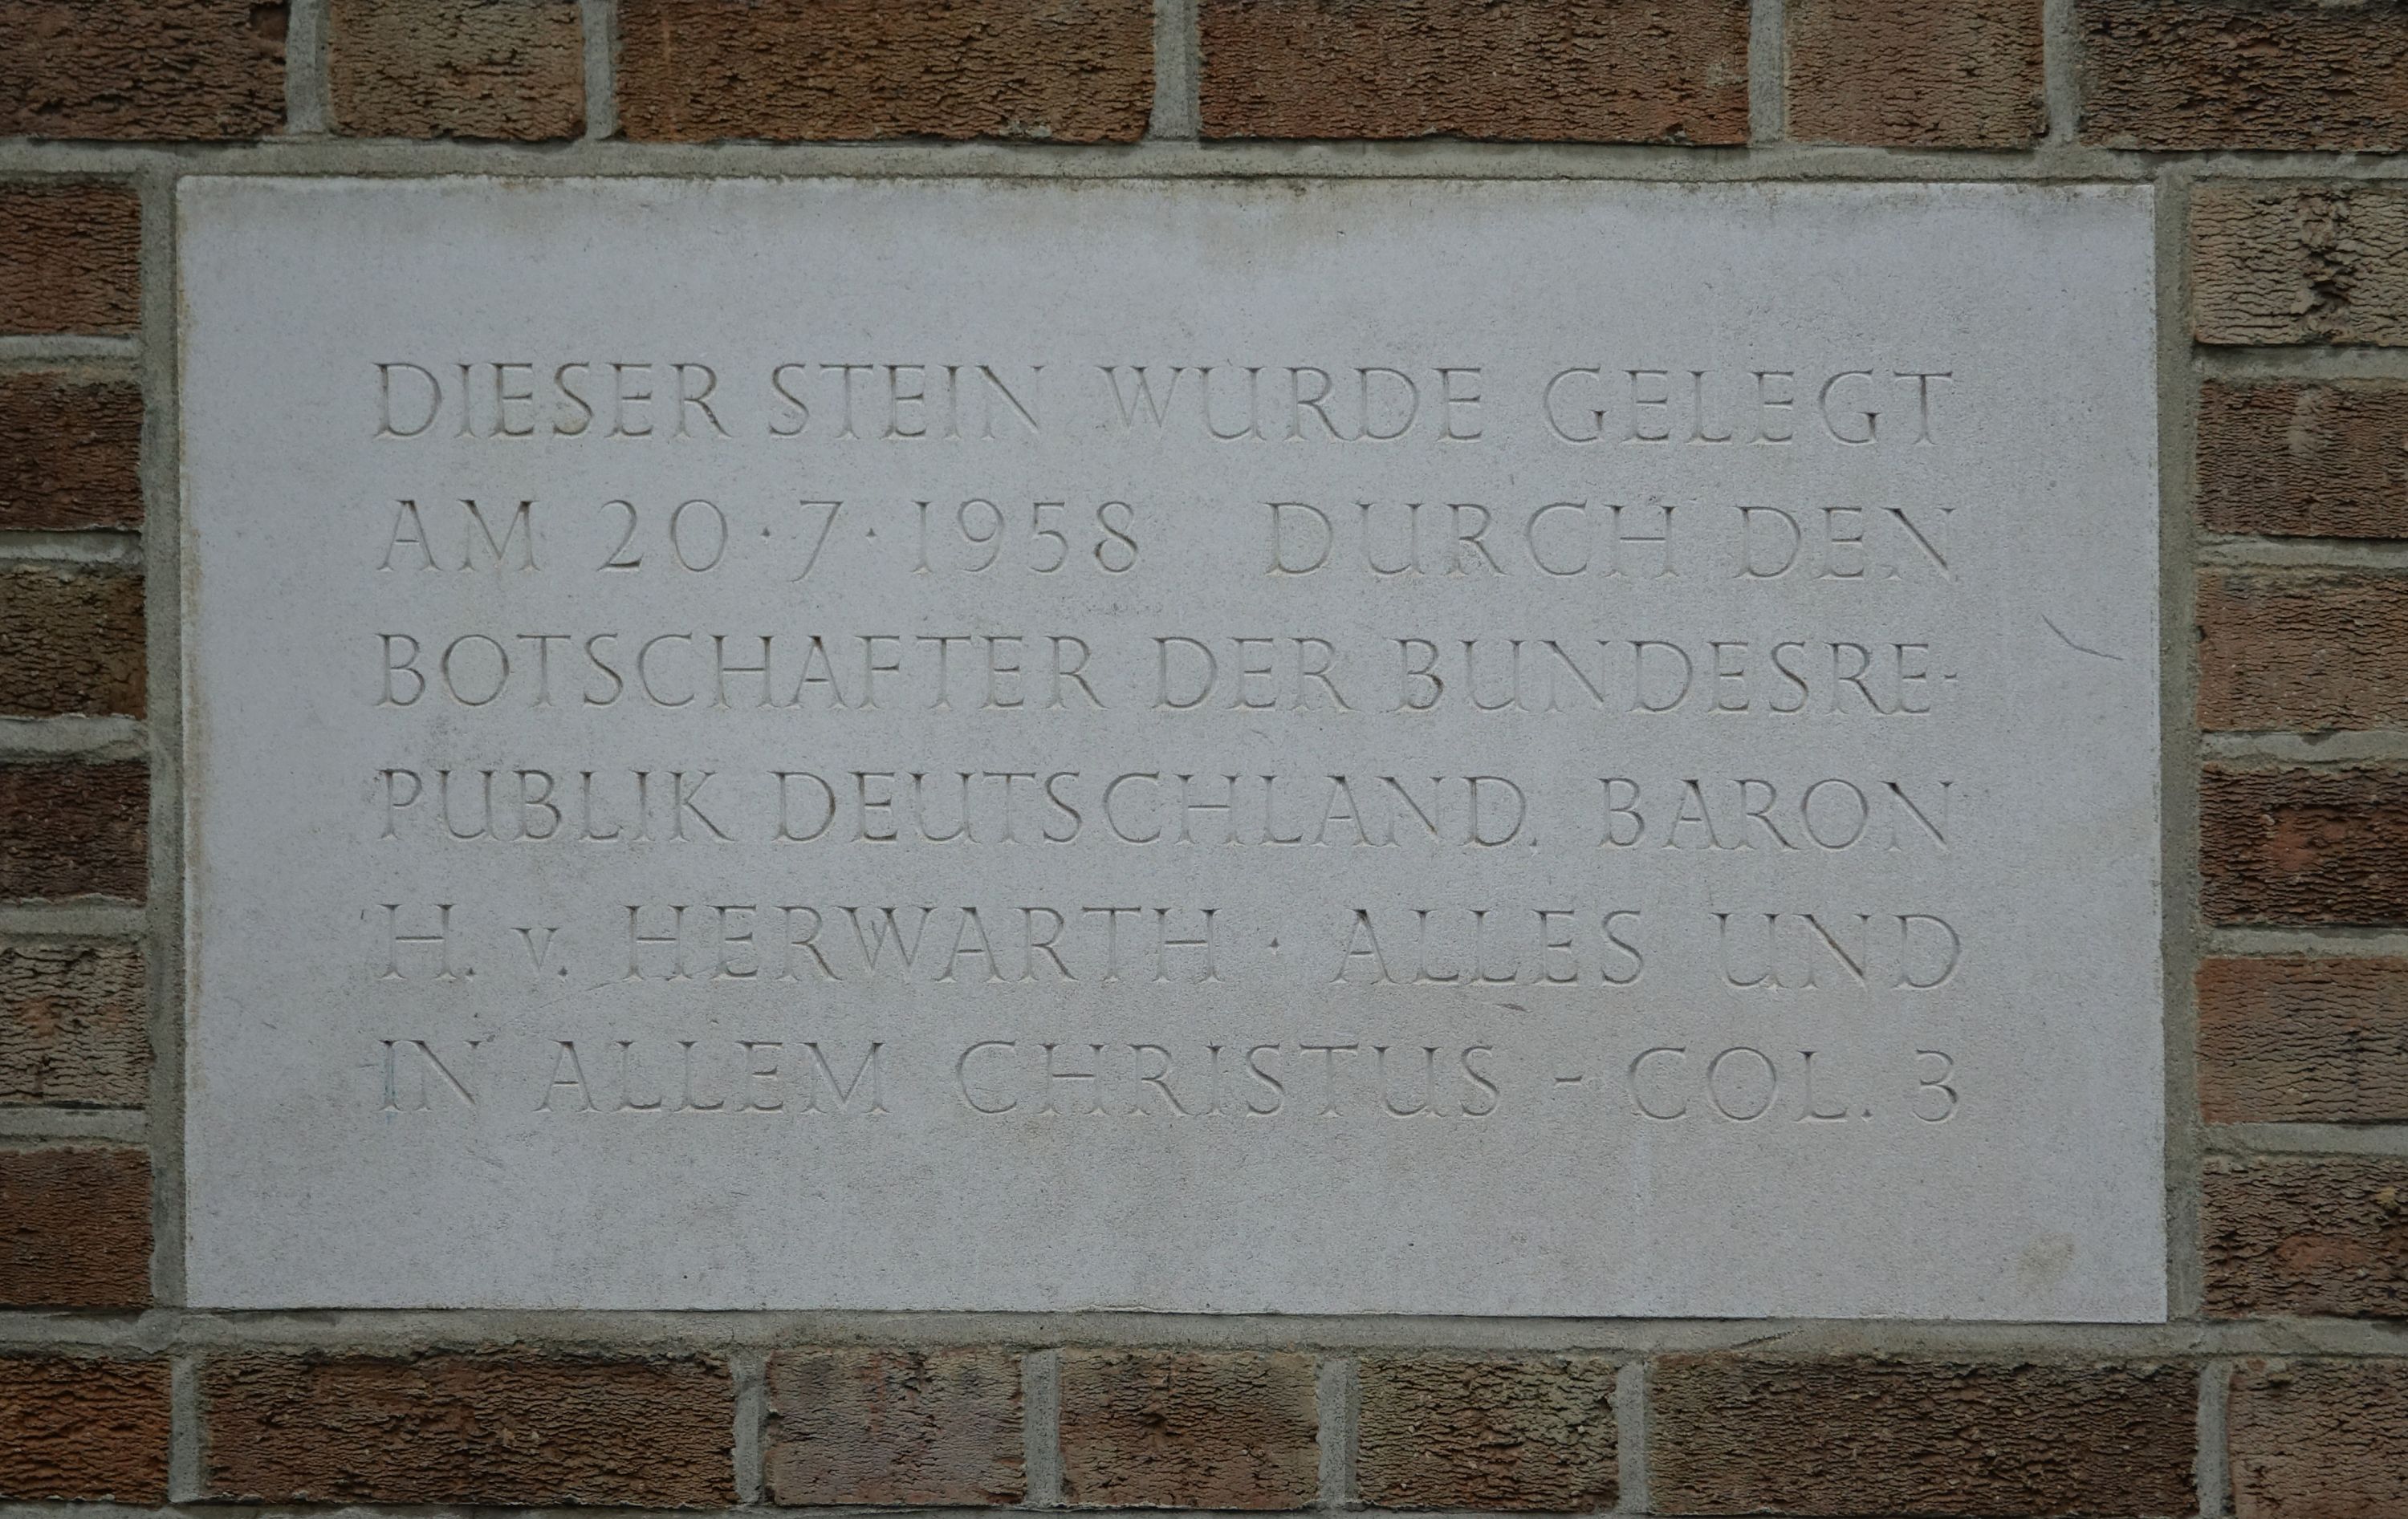 DIESER STEIN WURDE GELEGT
AM 20·7·1958 DURCH DEN
BOTSCHAFTER DER BUNDESRE-
PUBLIK DEUTSCHLAND, BARON
H. v. HERWARTH · ALLES UND
IN ALLEM CHRISTUS - COL. 3